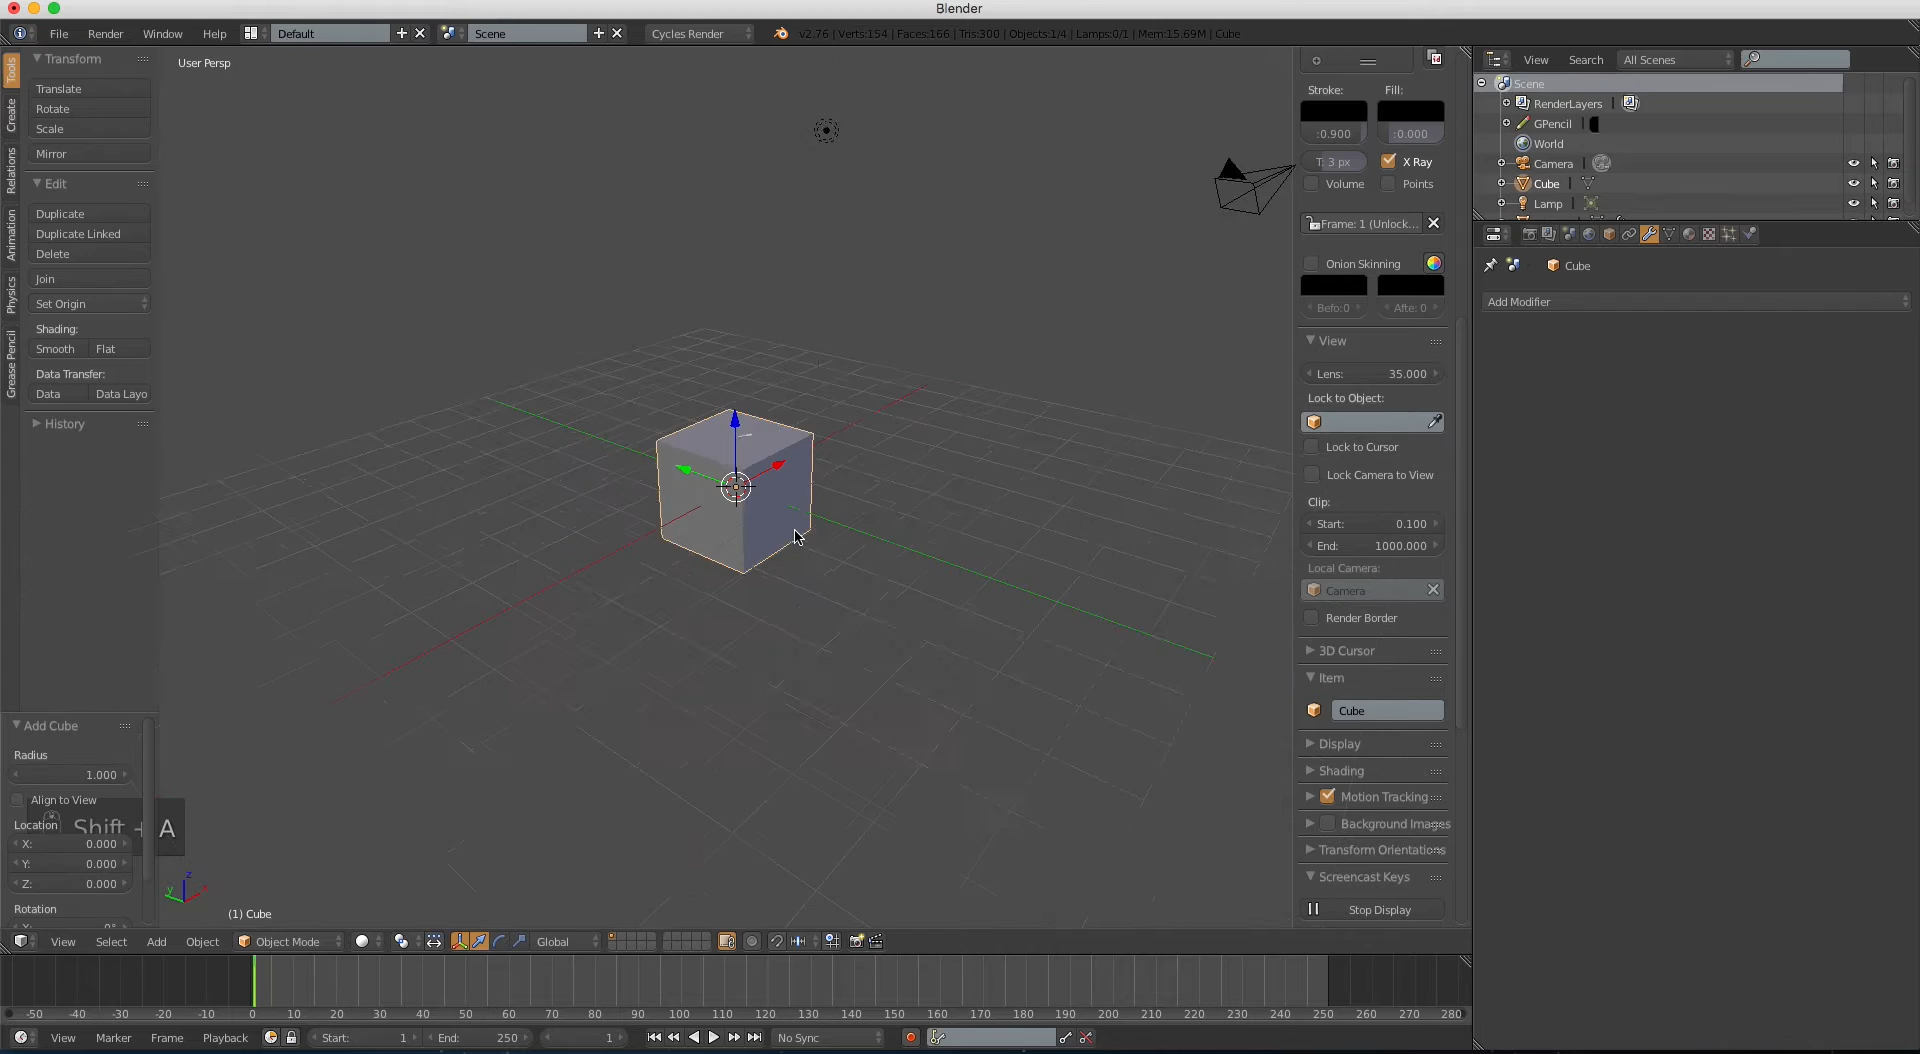 Blender
File Render Window Help Default Scene Cycles Render v2.76 | Verts:154 | Faces:166 | Tris:300 | Objects:1/4 | Lamps:0/1 | Mem:15.69M | Cube
Tools
Create
Relations
Animation
Physics
Grease Pencil
Transform
Translate
Rotate
Scale
Mirror
Edit
Duplicate
Duplicate Linked
Delete
Join
Set Origin
Shading:
Smooth Flat
Data Transfer:
Data Data Layo
History
Add Cube
Radius
1.000
Align to View
Location
X: 0.000
Y: 0.000
Z: 0.000
Rotation
Shift + A
User Persp
z
y
x
(1) Cube
Stroke: Fill:
:0.900 :0.000
T: 3 px X Ray
Volume Points
Frame: 1 (Unlock...
Onion Skinning
Befo:0 Afte: 0
View
Lens: 35.000
Lock to Object:
Lock to Cursor
Lock Camera to View
Clip:
Start: 0.100
End: 1000.000
Local Camera:
Camera
Render Border
3D Cursor
Item
Cube
Display
Shading
Motion Tracking
Background Images
Transform Orientations
Screencast Keys
Stop Display
View Search All Scenes
Scene
RenderLayers |
GPencil |
World
Camera |
Cube |
Lamp |
Cube
Add Modifier
View Select Add Object Object Mode Global
-50 -40 -30 -20 -10 0 10 20 30 40 50 60 70 80 90 100 110 120 130 140 150 160 170 180 190 200 210 220 230 240 250 260 270 280
View Marker Frame Playback Start: 1 End: 250 1 No Sync